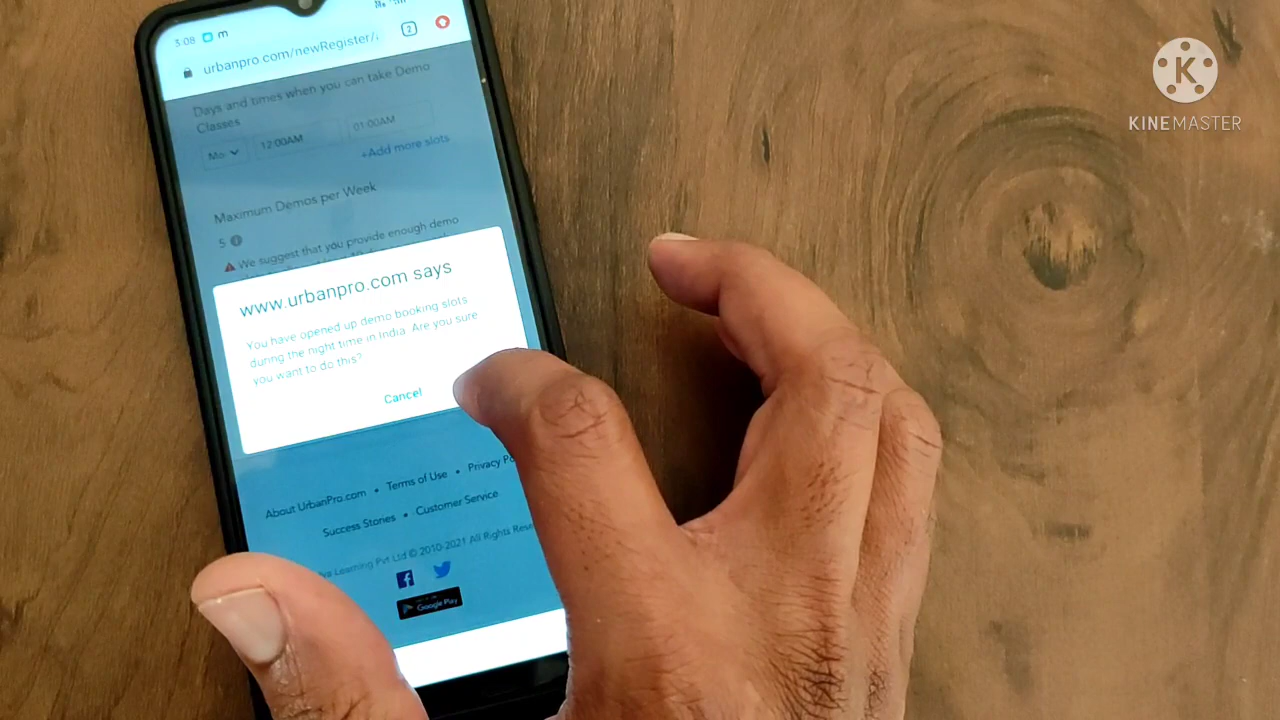 3:08 m
2
urbanpro.com/newRegister/
Days and times when you can take Demo
Classes
Mo 12:00AM 01:00AM
+Add more slots
Maximum Demos per Week
5
We suggest that you provide enough demo
www.urbanpro.com says
You have opened up demo booking slots
during the night time in India. Are you sure
you want to do this?
Cancel
About UrbanPro.com • Terms of Use • Privacy Po
Success Stories • Customer Service
Learning Pvt Ltd © 2010-2021 All Rights Rese
Google Play
K
KINEMASTER